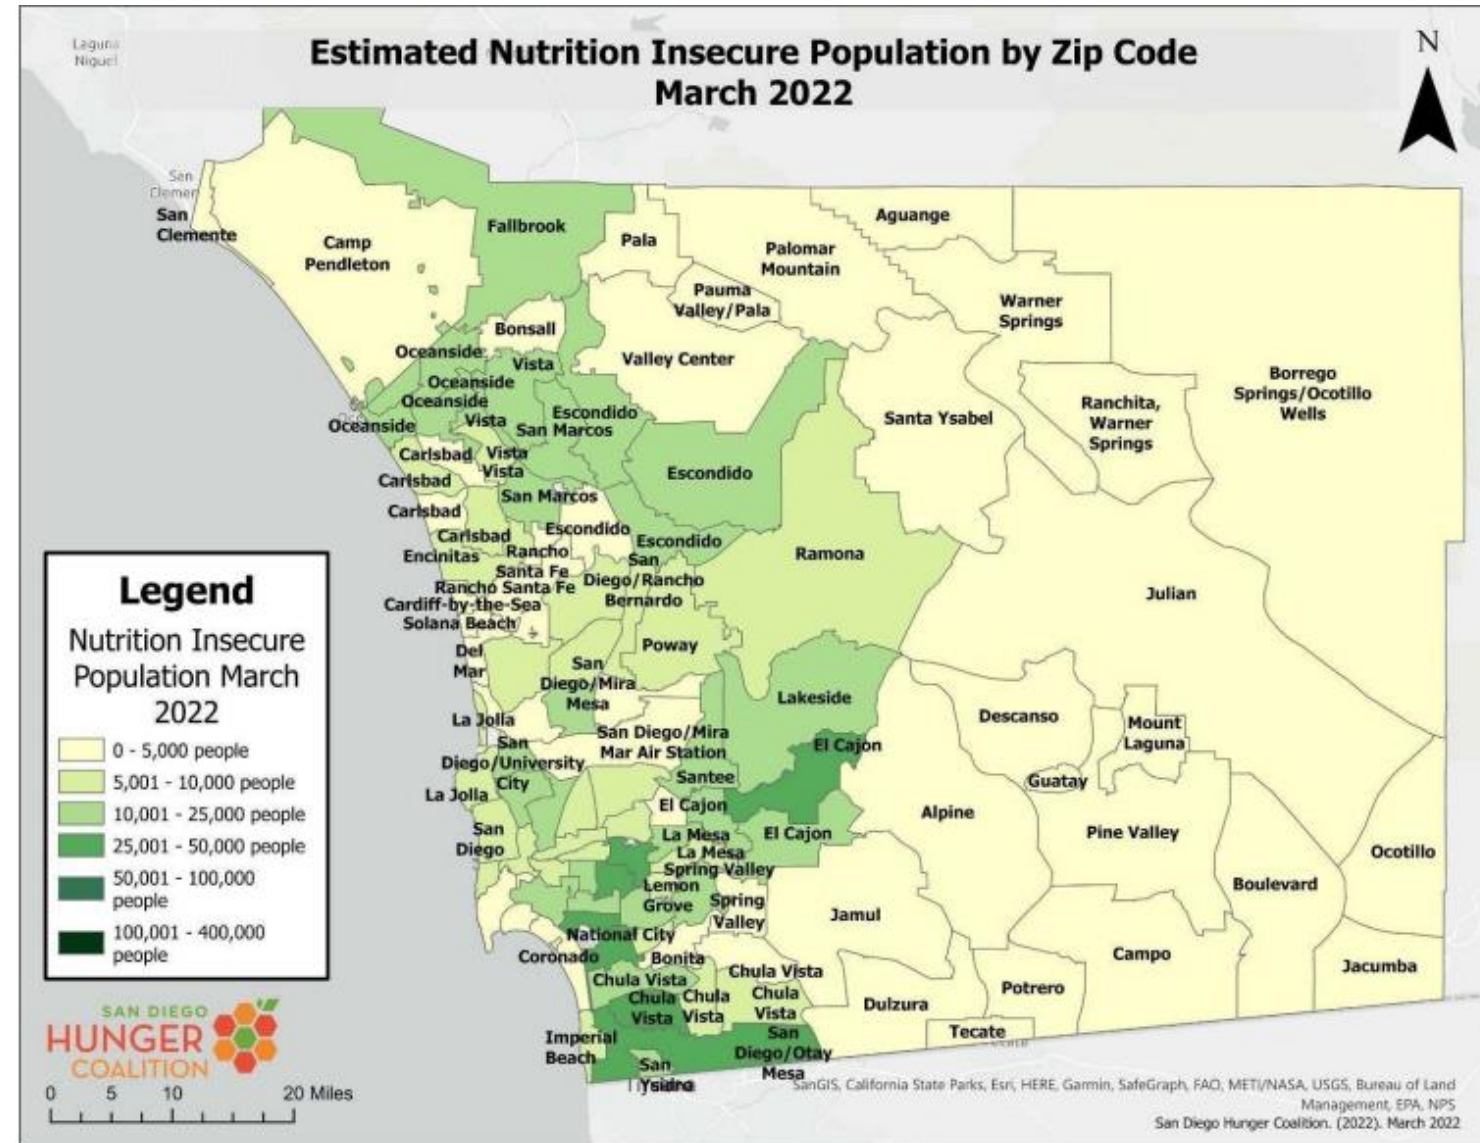 Estimated Nutrition Insecure Population by Zip Code
March 2022
N
Laguna
Niguel
San
San
Clemente
Camp
Pendleton
Fallbrook
Pala
Aguange
Palomar
Mountain
Pauma
Valley/Pala
Warner
Springs
Bonsall
Valley Center
Oceanside
Vista
Oceanside
Oceanside
Oceanside
Vista
Escondido
San Marcos
Borrego
Springs/Ocotillo
Wells
Ranchita,
Warner
Springs
Santa Ysabel
Carlsbad
Vista
Vista
Carlsbad
Escondido
San Marcos
Carlsbad
Escondido
Carlsbad
Escondido
Encinitas
Rancho
Santa Fe
Rancho Santa Fe
San
Diego/Rancho
Bernardo
Ramona
Cardiff-by-the-Sea
Solana Beach
Julian
Del
Mar
Poway
San
Diego/Mira
Mesa
Lakeside
La Jolla
San Diego/Mira
Mar Air Station
El Cajon
Descanso
Mount
Laguna
San
Diego/University
City
Santee
Guatay
La Jolla
El Cajon
Alpine
San
Diego
La Mesa
El Cajon
La Mesa
Pine Valley
Spring Valley
Ocotillo
Lemon
Grove
Spring
Valley
Boulevard
Jamul
National City
Coronado
Bonita
Campo
Chula Vista
Chula Vista
Jacumba
Chula
Vista
Chula
Vista
Chula
Vista
Potrero
Dulzura
Tecate
Imperial
Beach
San
Diego/Otay
Mesa
San
Ysidro
Legend
Nutrition Insecure
Population March
2022
0 - 5,000 people
5,001 - 10,000 people
10,001 - 25,000 people
25,001 - 50,000 people
50,001 - 100,000
people
100,001 - 400,000
people
SAN DIEGO
HUNGER
COALITION
0 5 10 20 Miles
SanGIS, California State Parks, Esri, HERE, Garmin, SafeGraph, FAO, METI/NASA, USGS, Bureau of Land
Management, EPA, NPS
San Diego Hunger Coalition. (2022). March 2022